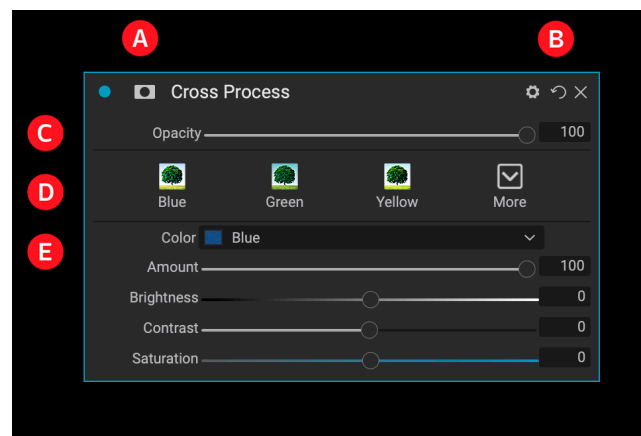 A
B
Cross Process
C
Opacity 100
D
Blue Green Yellow More
E
Color Blue
Amount 100
Brightness 0
Contrast 0
Saturation 0